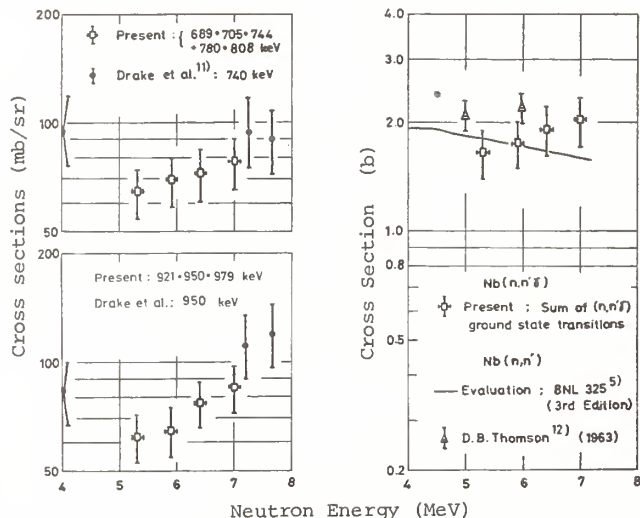 Cross sections (mb/sr)
200
100
50
Present : { 689•705•744
•780•808 keV
Drake et al.11) : 740 keV
200
100
50
Present : 921•950•979 keV
Drake et al.: 950 keV
4 5 6 7 8
Cross Section (b)
4.0
3.0
2.0
1.0
0.8
0.5
0.2
Nb(n,n'γ)
Present ; Sum of (n,n'γ)
ground state transitions
Nb(n,n')
Evaluation ; BNL 325 5)
(3rd Edition)
D.B.Thomson12) (1963)
4 5 6 7 8
Neutron Energy (MeV)